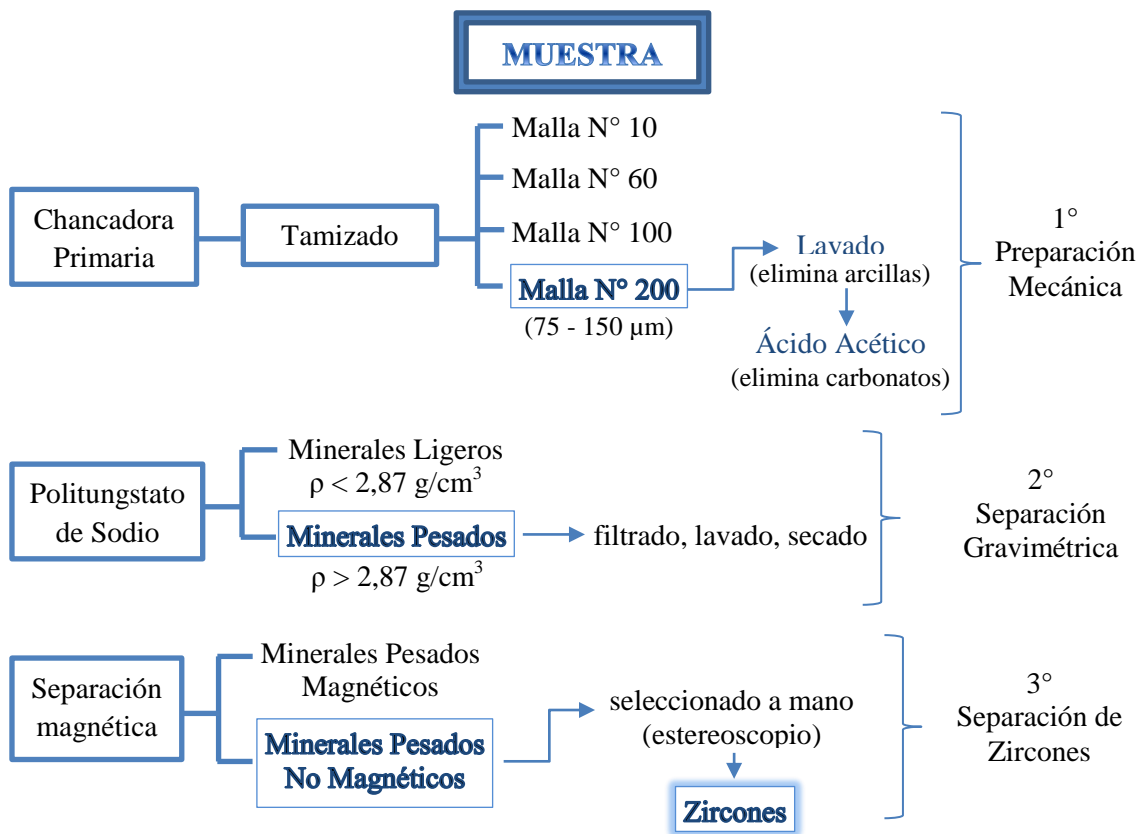 MUESTRA
Chancadora
Primaria
Tamizado
Malla N° 10
Malla N° 60
Malla N° 100
Malla N° 200
(75 - 150 µm)
Lavado
(elimina arcillas)
Ácido Acético
(elimina carbonatos)
1°
Preparación
Mecánica
Politungstato
de Sodio
Minerales Ligeros
ρ < 2,87 g/cm³
Minerales Pesados
ρ > 2,87 g/cm³
filtrado, lavado, secado
2°
Separación
Gravimétrica
Separación
magnética
Minerales Pesados
Magnéticos
Minerales Pesados
No Magnéticos
seleccionado a mano
(estereoscopio)
Zircones
3°
Separación de
Zircones